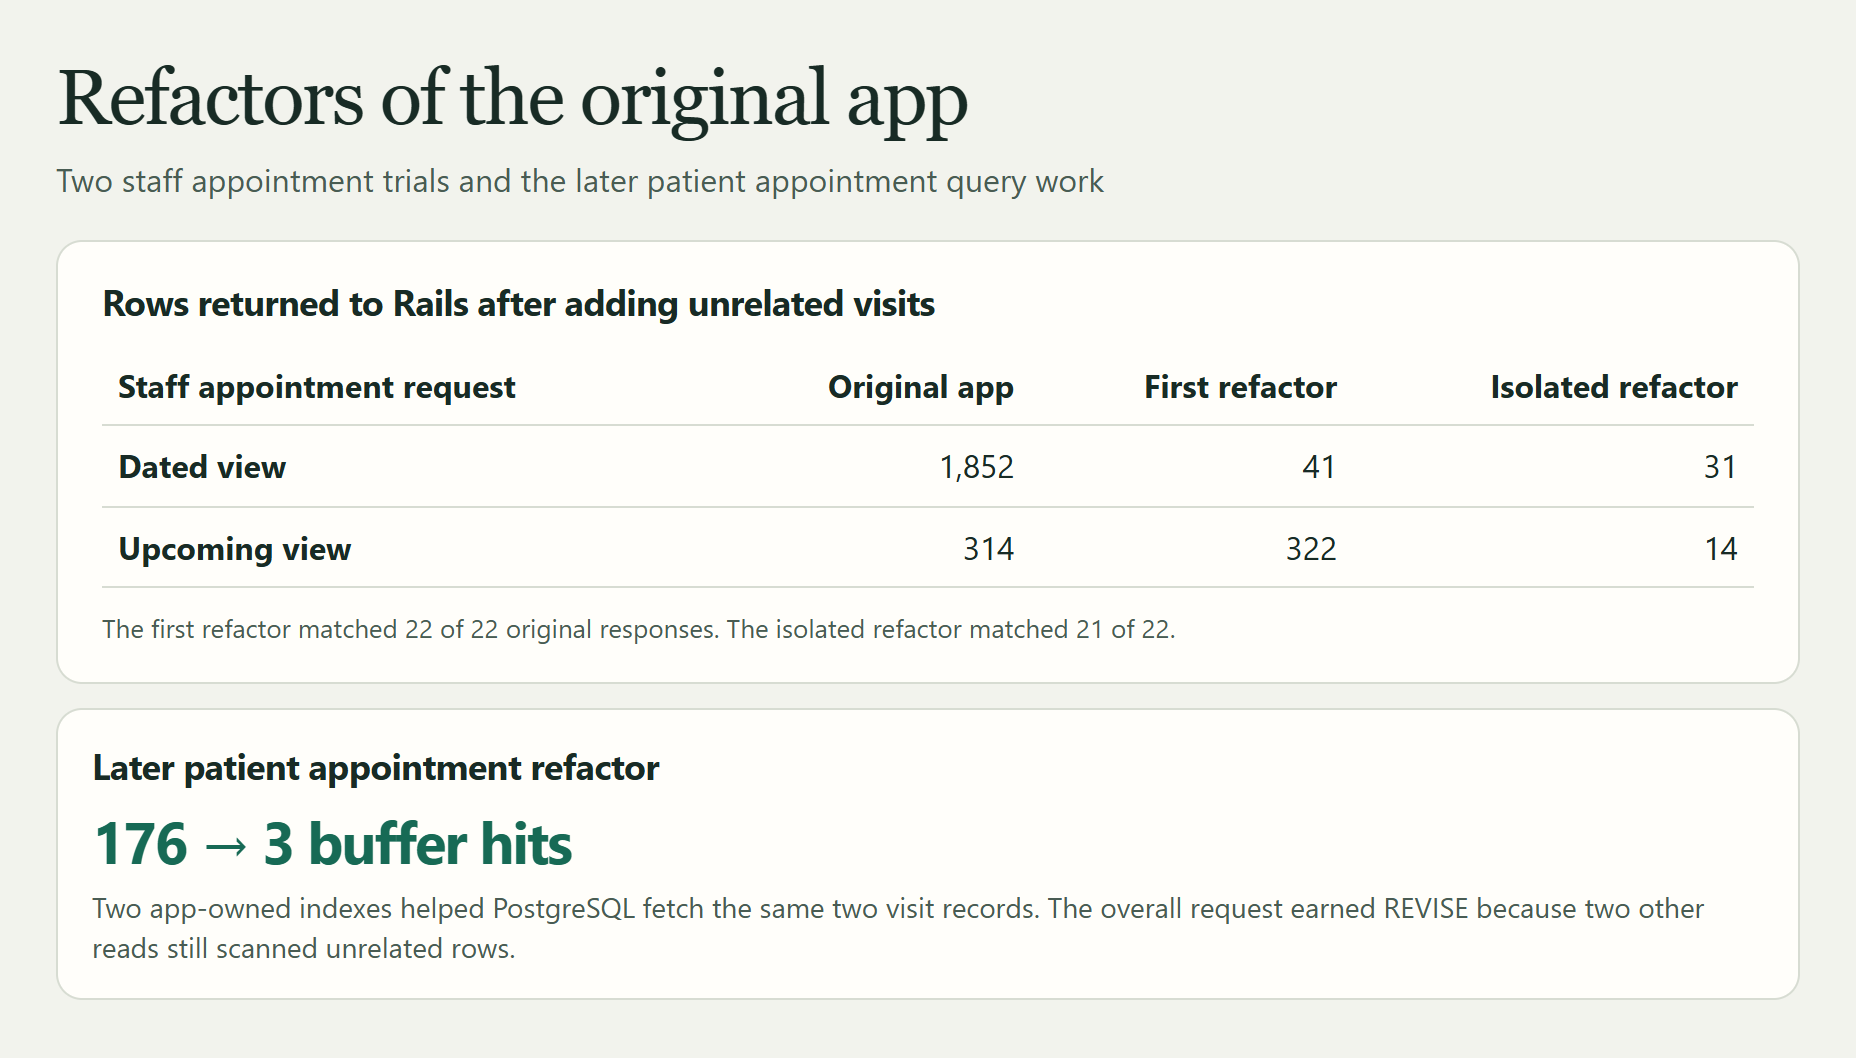 Refactors of the original app
Two staff appointment trials and the later patient appointment query work
Rows returned to Rails after adding unrelated visits
Staff appointment request Original app First refactor Isolated refactor
Dated view 1,852 41 31
Upcoming view 314 322 14
The first refactor matched 22 of 22 original responses. The isolated refactor matched 21 of 22.
Later patient appointment refactor
176 → 3 buffer hits
Two app-owned indexes helped PostgreSQL fetch the same two visit records. The overall request earned REVISE because two other
reads still scanned unrelated rows.